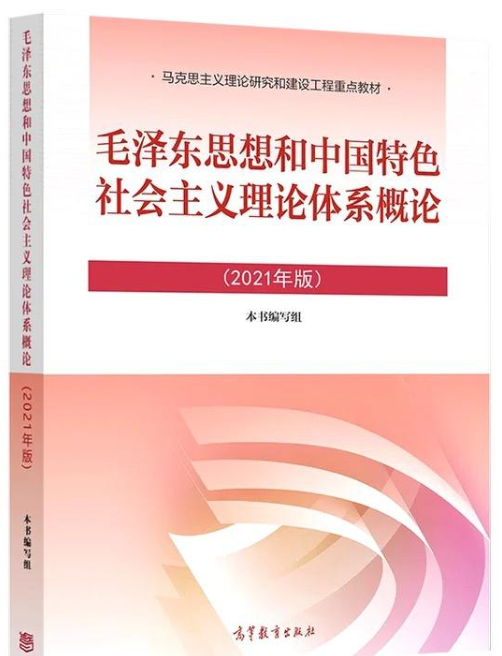 · 马克思主义理论研究和建设工程重点教材 ·
毛泽东思想和中国特色
社会主义理论体系概论
(2021年版)
本书编写组
高等教育出版社
毛泽东思想和中国特色社会主义理论体系概论
(2021年版)
本书编写组